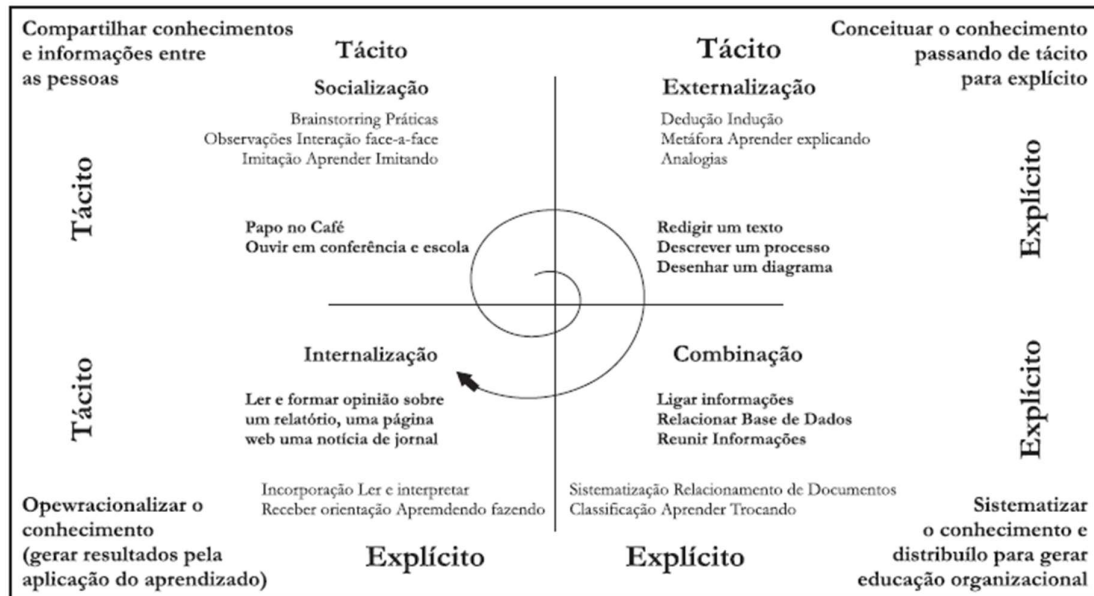 Compartilhar conhecimentos
e informações entre
as pessoas
Tácito
Socialização
Brainstorring Práticas
Observações Interação face-a-face
Imitação Aprender Imitando
Tácito
Papo no Café
Ouvir em conferência e escola
Tácito
Externalização
Dedução Indução
Metáfora Aprender explicando
Analogias
Conceituar o conhecimento
passando de tácito
para explícito
Explícito
Redigir um texto
Descrever um processo
Desenhar um diagrama
Internalização
Tácito
Ler e formar opinião sobre
um relatório, uma página
web uma notícia de jornal
Incorporação Ler e interpretar
Receber orientação Apremdendo fazendo
Opewracionalizar o
conhecimento
(gerar resultados pela
aplicação do aprendizado)
Explícito
Combinação
Explícito
Ligar informações
Relacionar Base de Dados
Reunir Informações
Sistematização Relacionamento de Documentos
Classificação Aprender Trocando
Explícito
Sistematizar
o conhecimento e
distribuílo para gerar
educação organizacional